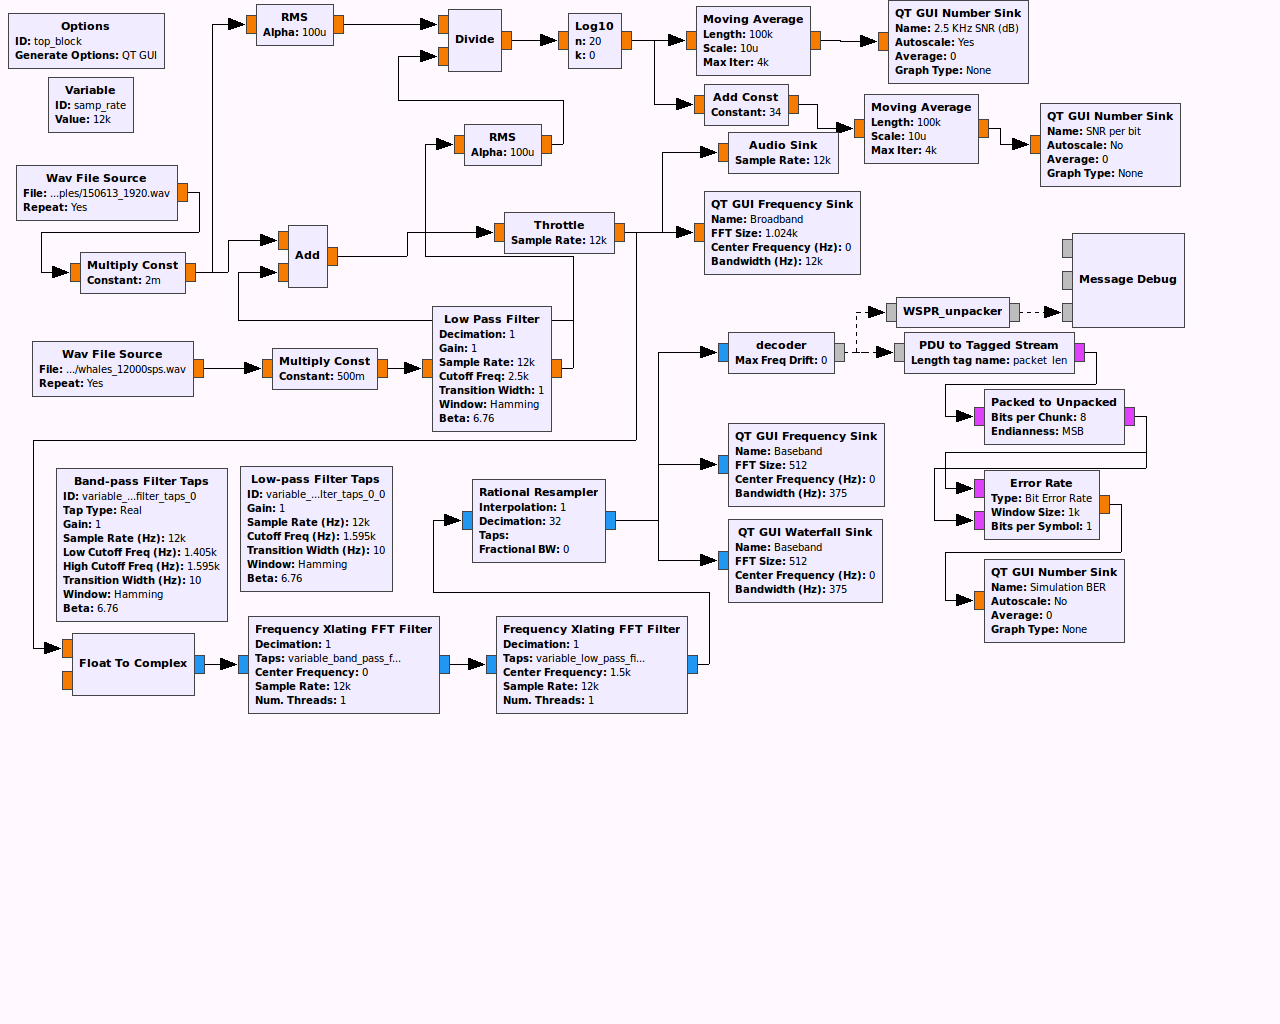 Options
ID: top_block
Generate Options: QT GUI
Variable
ID: samp_rate
Value: 12k
RMS
Alpha: 100u
Divide
Log10
n: 20
k: 0
Moving Average
Length: 100k
Scale: 10u
Max Iter: 4k
QT GUI Number Sink
Name: 2.5 KHz SNR (dB)
Autoscale: Yes
Average: 0
Graph Type: None
Add Const
Constant: 34
Moving Average
Length: 100k
Scale: 10u
Max Iter: 4k
QT GUI Number Sink
Name: SNR per bit
Autoscale: No
Average: 0
Graph Type: None
RMS
Alpha: 100u
Audio Sink
Sample Rate: 12k
Wav File Source
File: ...ples/150613_1920.wav
Repeat: Yes
Multiply Const
Constant: 2m
Add
Throttle
Sample Rate: 12k
QT GUI Frequency Sink
Name: Broadband
FFT Size: 1.024k
Center Frequency (Hz): 0
Bandwidth (Hz): 12k
Message Debug
WSPR_unpacker
Wav File Source
File: .../whales_12000sps.wav
Repeat: Yes
Multiply Const
Constant: 500m
Low Pass Filter
Decimation: 1
Gain: 1
Sample Rate: 12k
Cutoff Freq: 2.5k
Transition Width: 1
Window: Hamming
Beta: 6.76
decoder
Max Freq Drift: 0
PDU to Tagged Stream
Length tag name: packet_len
Packed to Unpacked
Bits per Chunk: 8
Endianness: MSB
QT GUI Frequency Sink
Name: Baseband
FFT Size: 512
Center Frequency (Hz): 0
Bandwidth (Hz): 375
Error Rate
Type: Bit Error Rate
Window Size: 1k
Bits per Symbol: 1
Band-pass Filter Taps
ID: variable_...filter_taps_0
Tap Type: Real
Gain: 1
Sample Rate (Hz): 12k
Low Cutoff Freq (Hz): 1.405k
High Cutoff Freq (Hz): 1.595k
Transition Width (Hz): 10
Window: Hamming
Beta: 6.76
Low-pass Filter Taps
ID: variable_...lter_taps_0_0
Gain: 1
Sample Rate (Hz): 12k
Cutoff Freq (Hz): 1.595k
Transition Width (Hz): 10
Window: Hamming
Beta: 6.76
Rational Resampler
Interpolation: 1
Decimation: 32
Taps:
Fractional BW: 0
QT GUI Waterfall Sink
Name: Baseband
FFT Size: 512
Center Frequency (Hz): 0
Bandwidth (Hz): 375
QT GUI Number Sink
Name: Simulation BER
Autoscale: No
Average: 0
Graph Type: None
Float To Complex
Frequency Xlating FFT Filter
Decimation: 1
Taps: variable_band_pass_f...
Center Frequency: 0
Sample Rate: 12k
Num. Threads: 1
Frequency Xlating FFT Filter
Decimation: 1
Taps: variable_low_pass_fi...
Center Frequency: 1.5k
Sample Rate: 12k
Num. Threads: 1